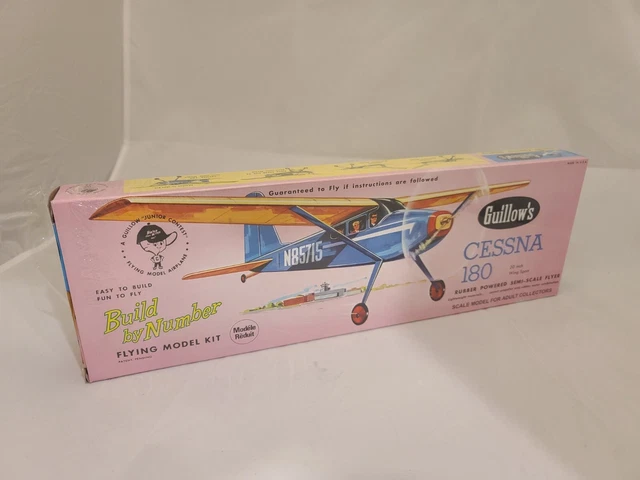 Guaranteed to Fly if instructions are followed
A GUILLOW "JUNIOR CONTEST"
FLYING MODEL AIRPLANE
EASY TO BUILD
FUN TO FLY
Build
by Number
FLYING MODEL KIT
Modèle
Réduit
N85715
Guillow's
CESSNA
180
RUBBER POWERED SEMI-SCALE FLYER
SCALE MODEL FOR ADULT COLLECTORS